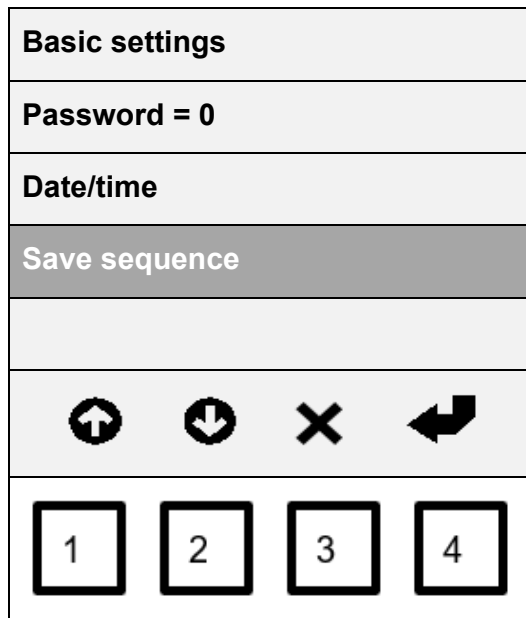 Basic settings
Password = 0
Date/time
Save sequence
1 2 3 4